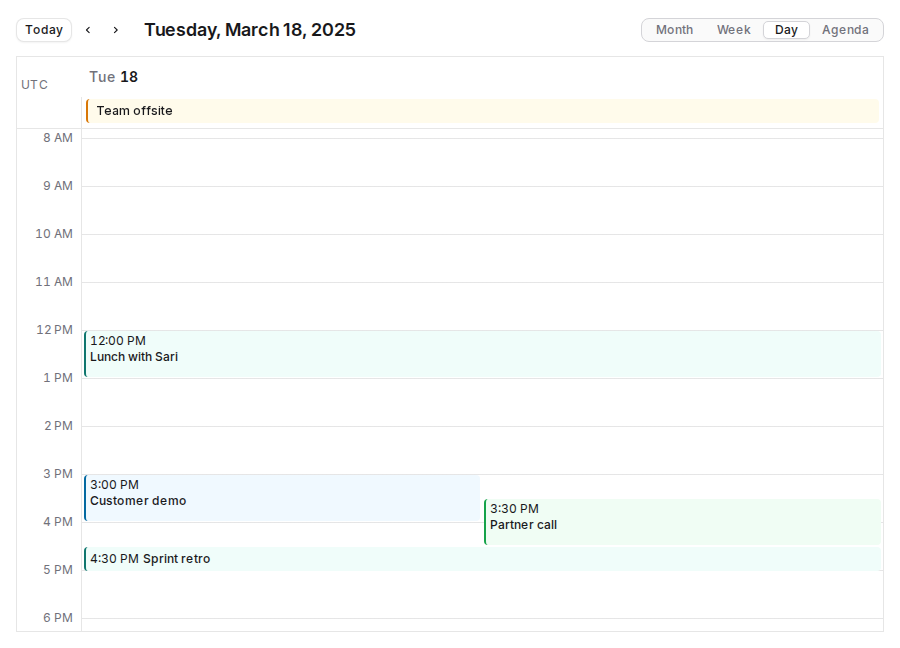 Today
Tuesday, March 18, 2025
Month Week Day Agenda
UTC
Tue 18
Team offsite
8 AM
9 AM
10 AM
11 AM
12 PM
12:00 PM
Lunch with Sari
1 PM
2 PM
3 PM
3:00 PM
Customer demo
3:30 PM
Partner call
4 PM
4:30 PM Sprint retro
5 PM
6 PM